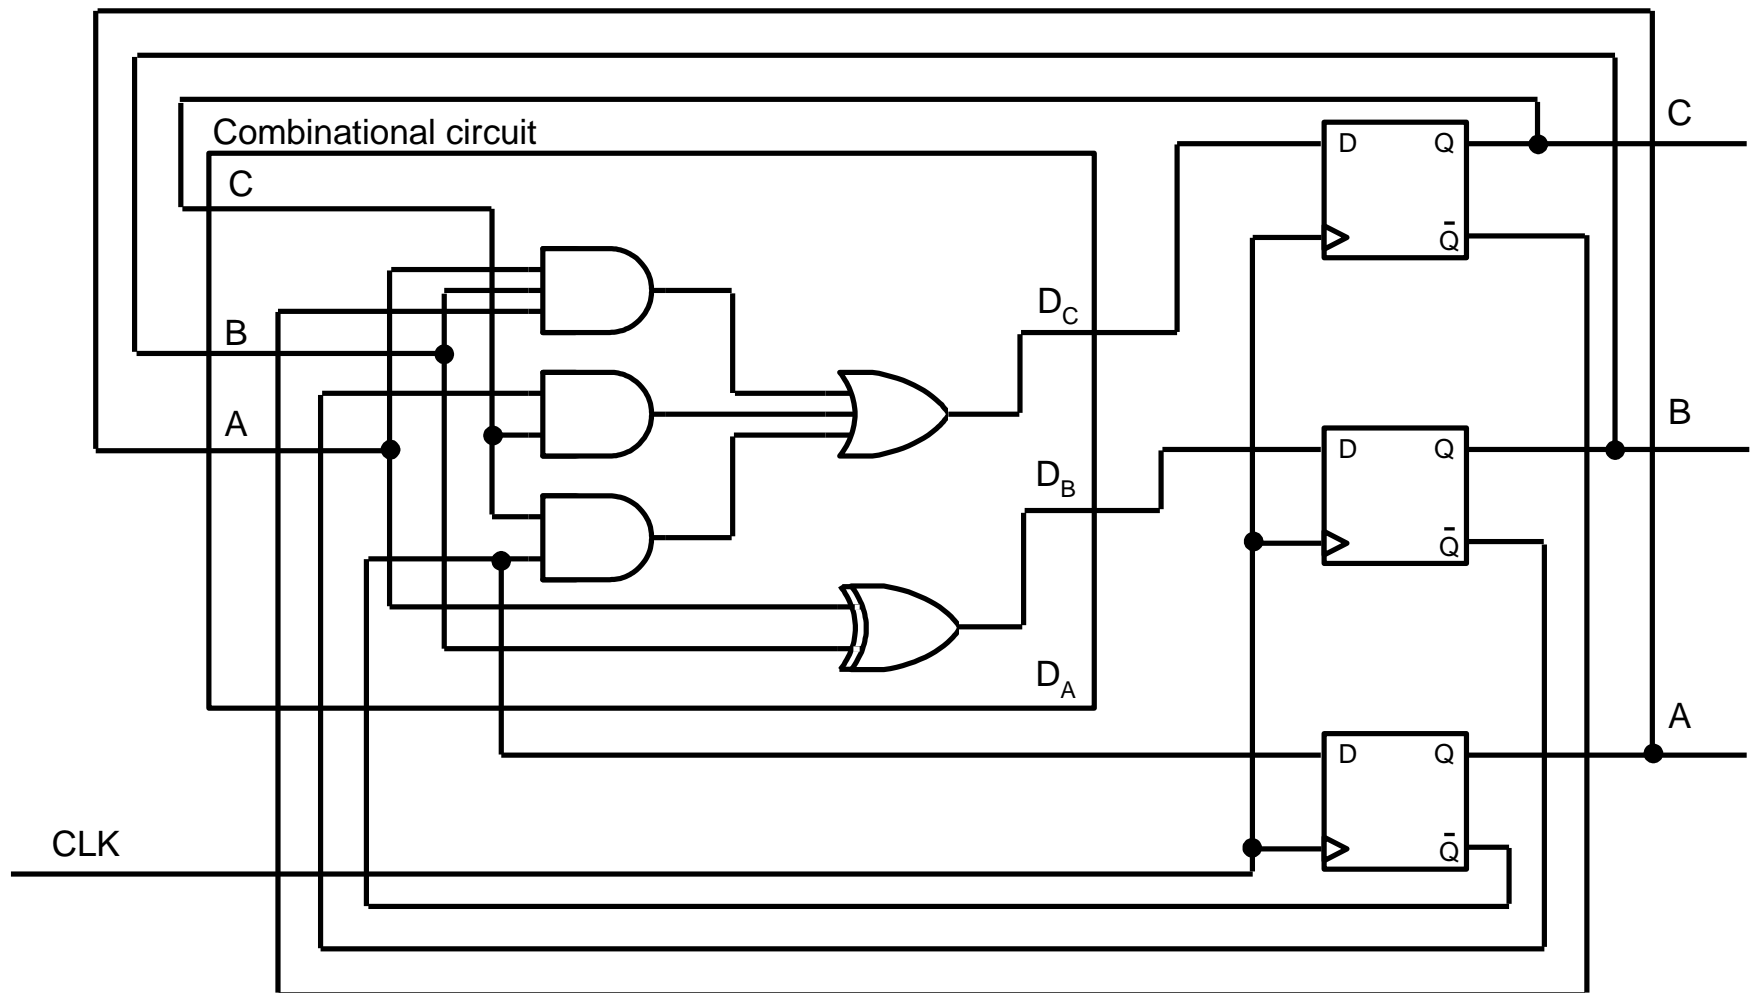 C
Combinational circuit
D Q
C
Q̅
D_C
B
B
A
D Q
D_B
Q̅
D_A
A
D Q
CLK
Q̅